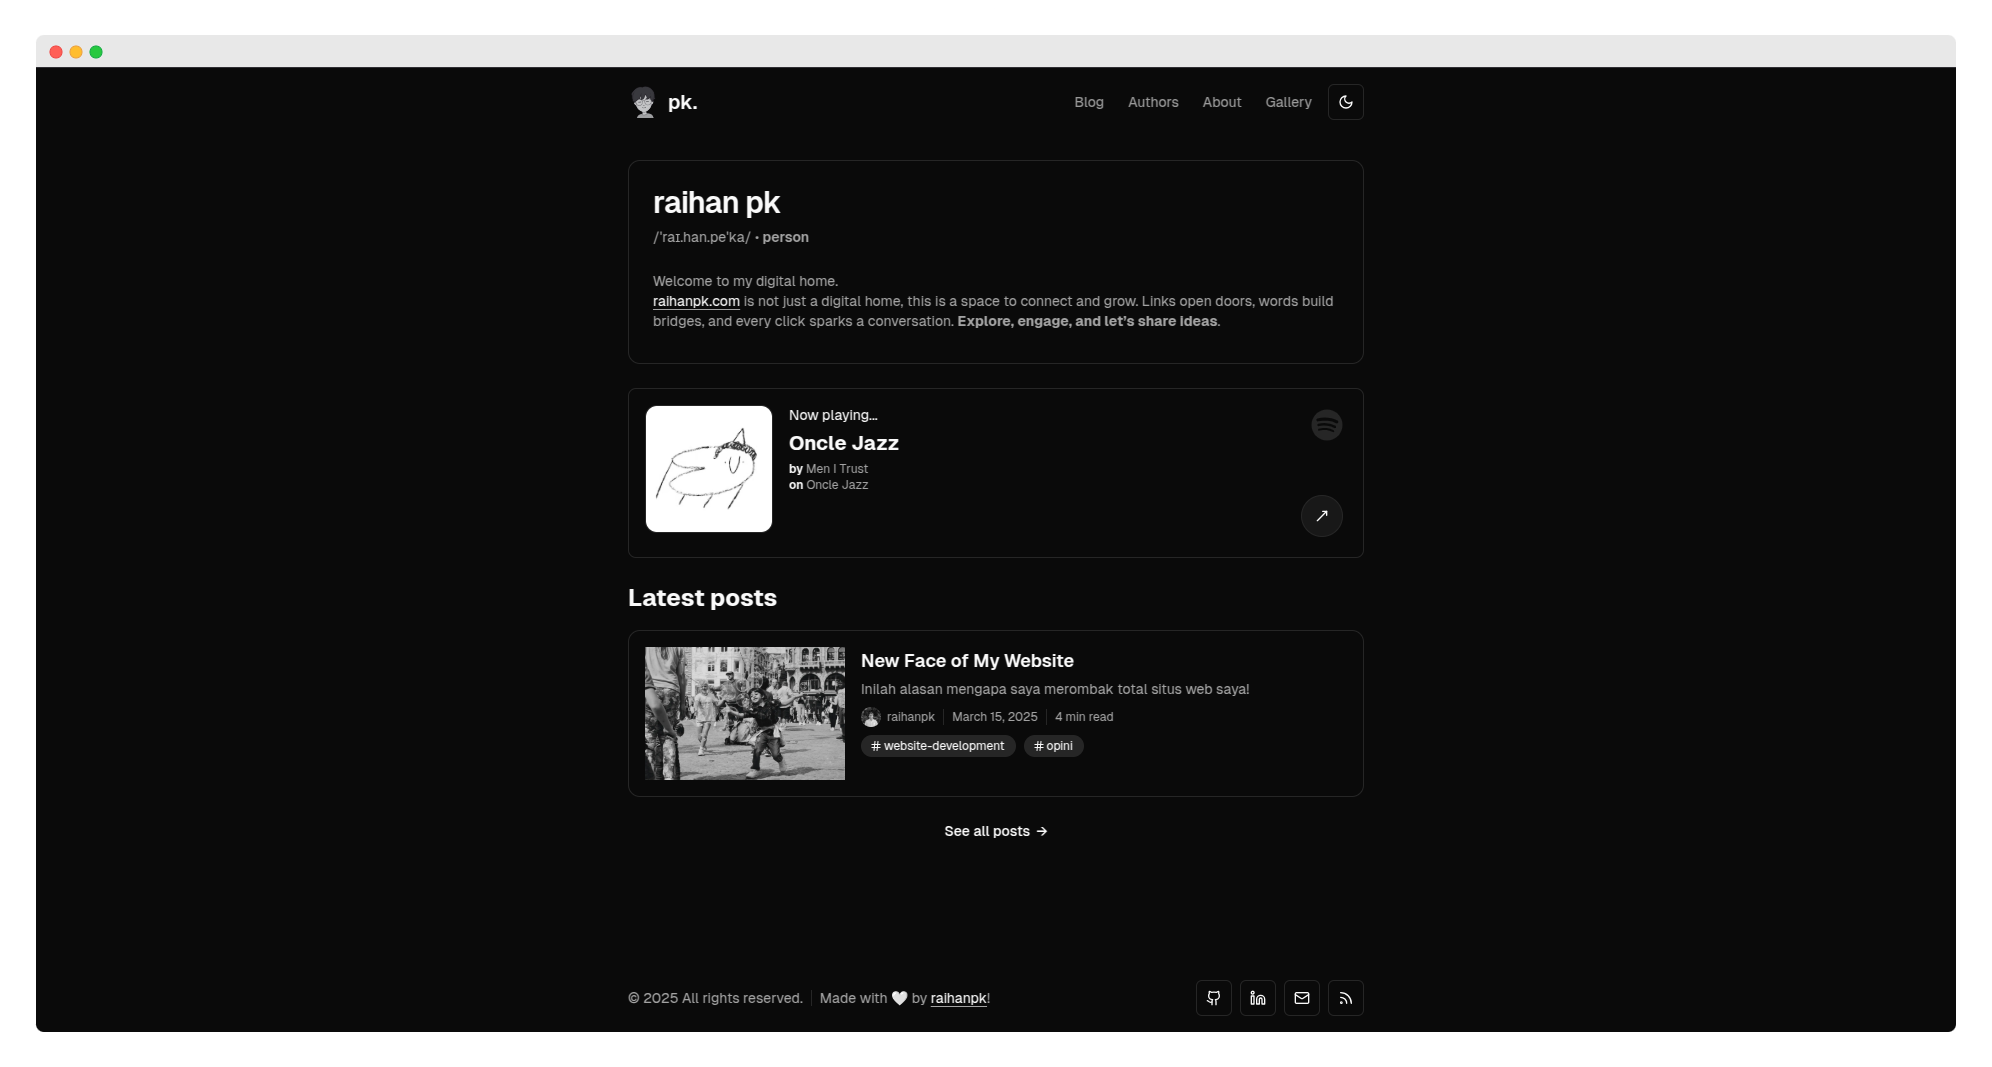 pk.
Blog Authors About Gallery
raihan pk
/ˈraɪ.han.peˈka/ • person
Welcome to my digital home.
raihanpk.com is not just a digital home, this is a space to connect and grow. Links open doors, words build
bridges, and every click sparks a conversation. Explore, engage, and let's share ideas.
Now playing...
Oncle Jazz
by Men I Trust
on Oncle Jazz
Latest posts
New Face of My Website
Inilah alasan mengapa saya merombak total situs web saya!
raihanpk | March 15, 2025 | 4 min read
# website-development # opini
See all posts →
© 2025 All rights reserved. | Made with 🤍 by raihanpk!